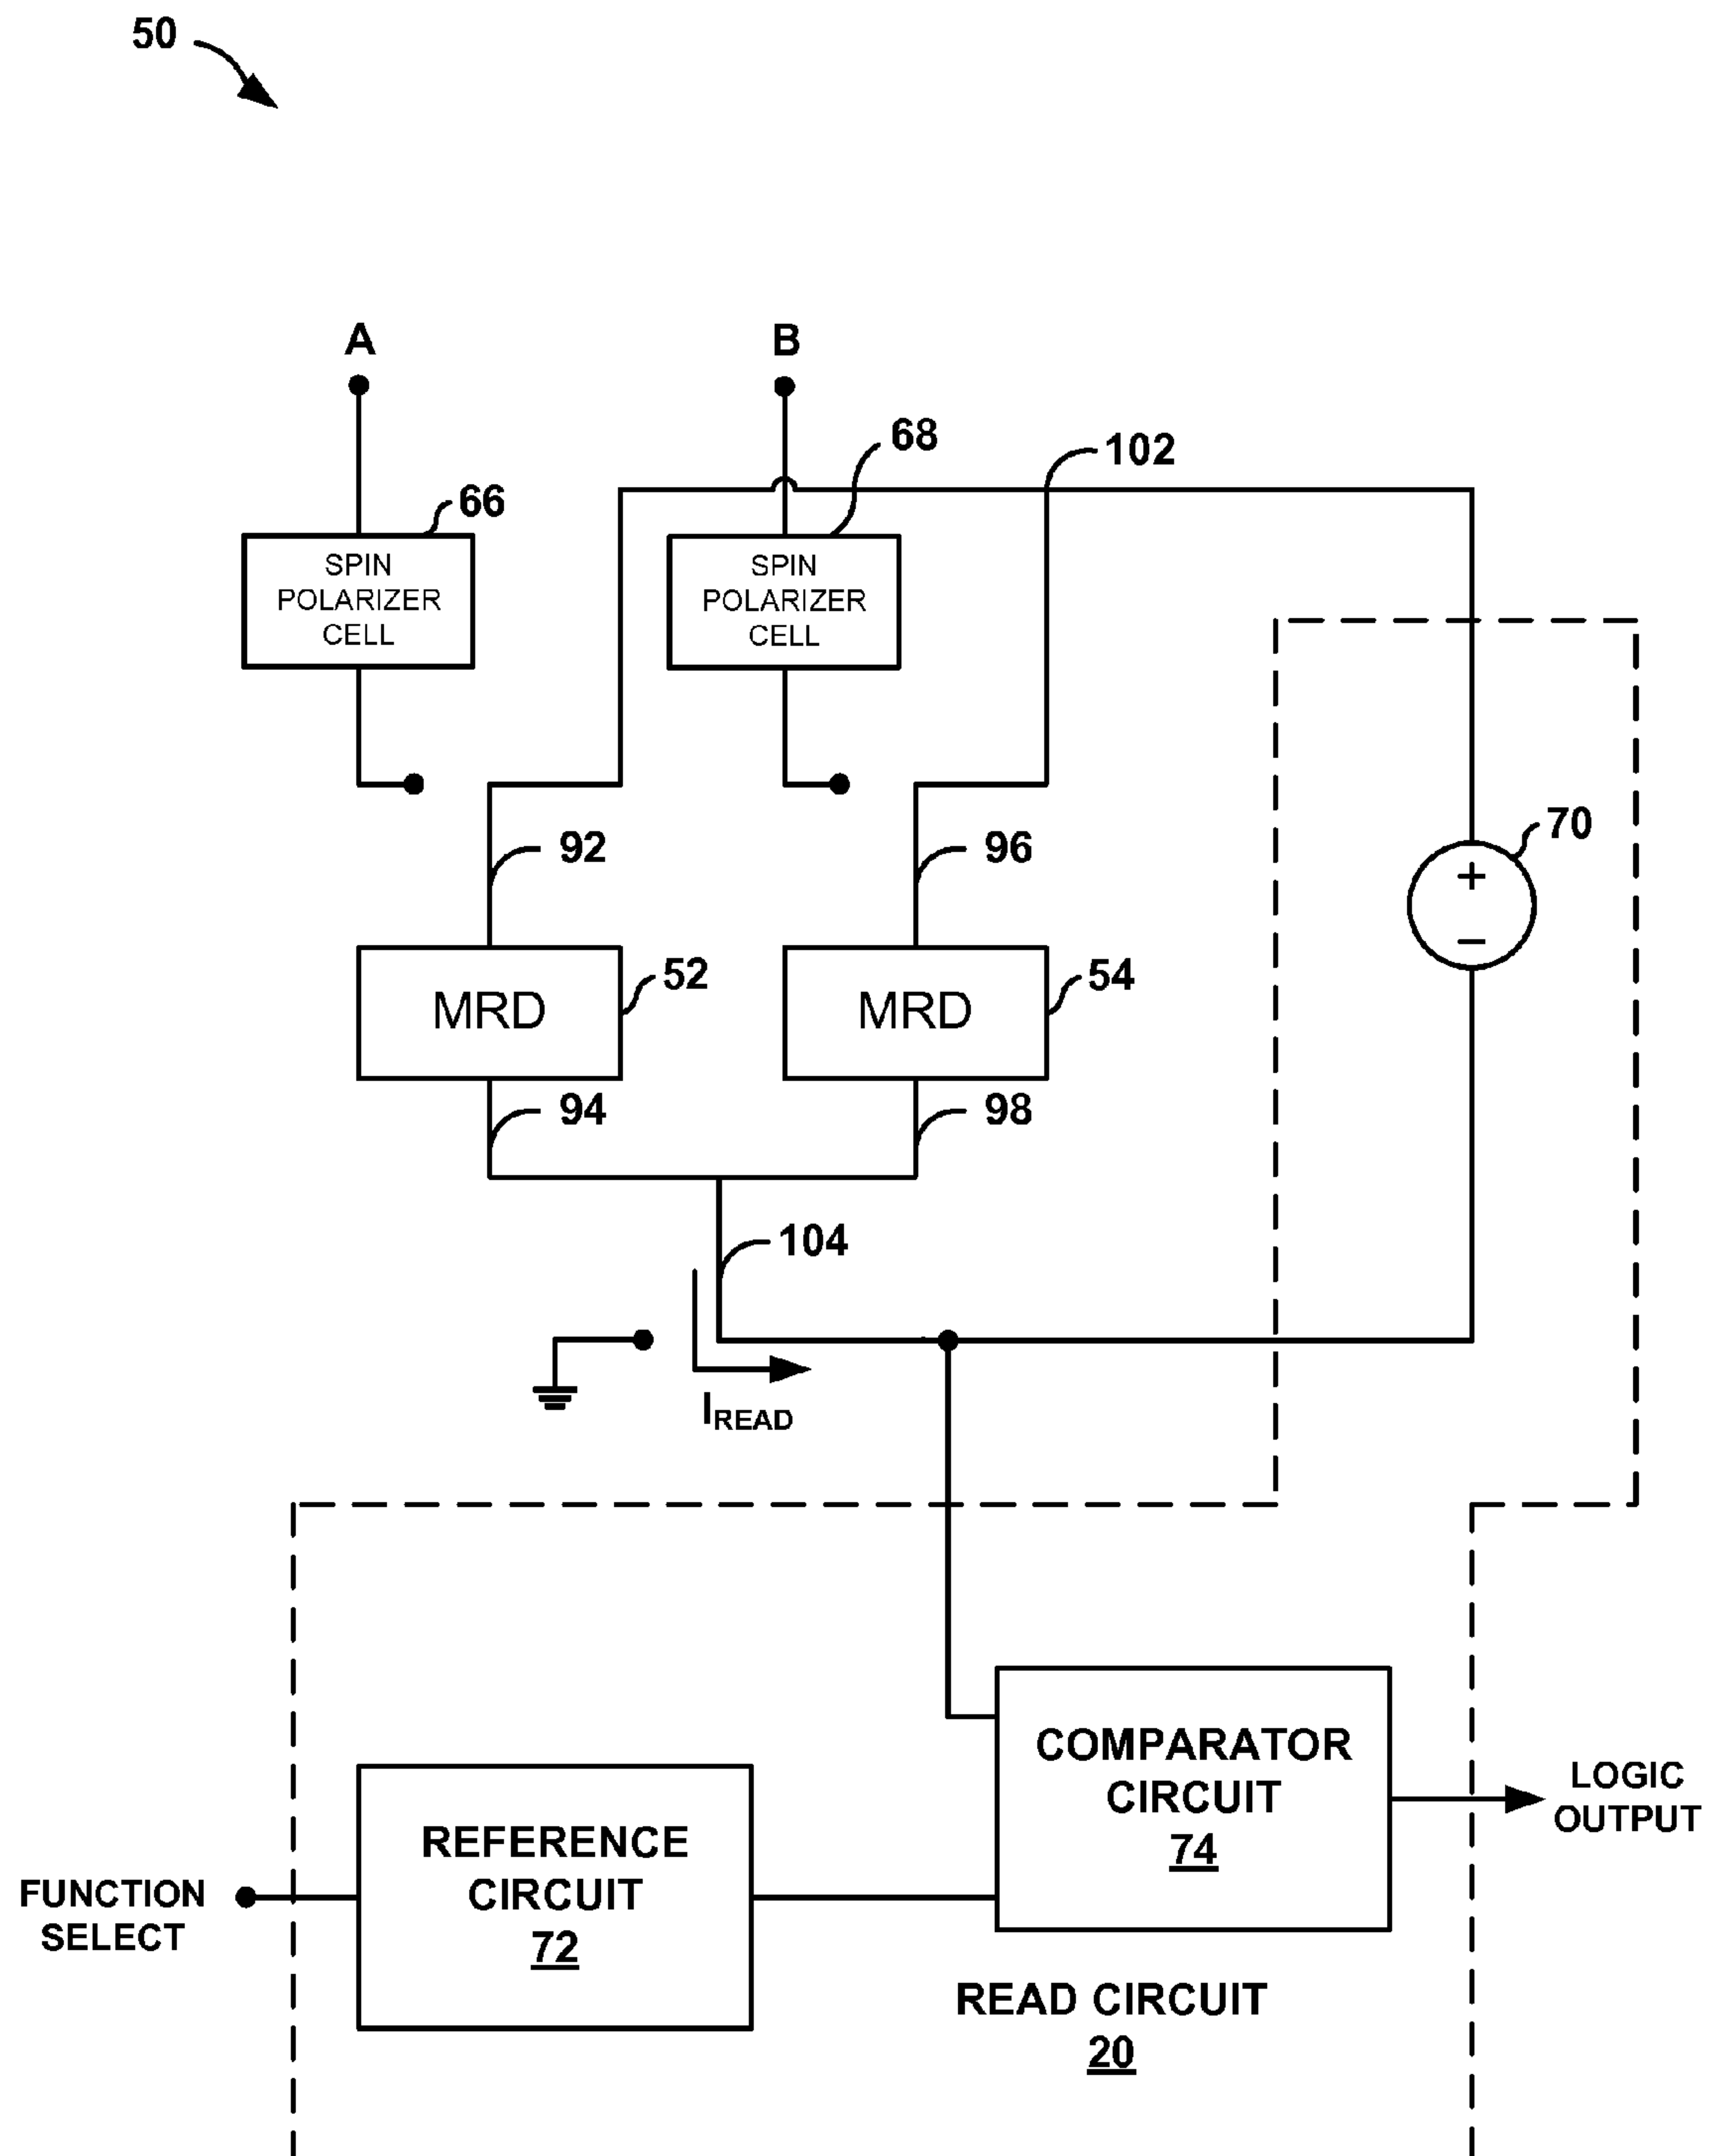 50
A
B
68
102
66
SPIN
POLARIZER
CELL
SPIN
POLARIZER
CELL
70
+
−
92
96
52
54
MRD
MRD
94
98
104
IREAD
COMPARATOR
CIRCUIT
74
LOGIC
OUTPUT
REFERENCE
CIRCUIT
72
FUNCTION
SELECT
READ CIRCUIT
20